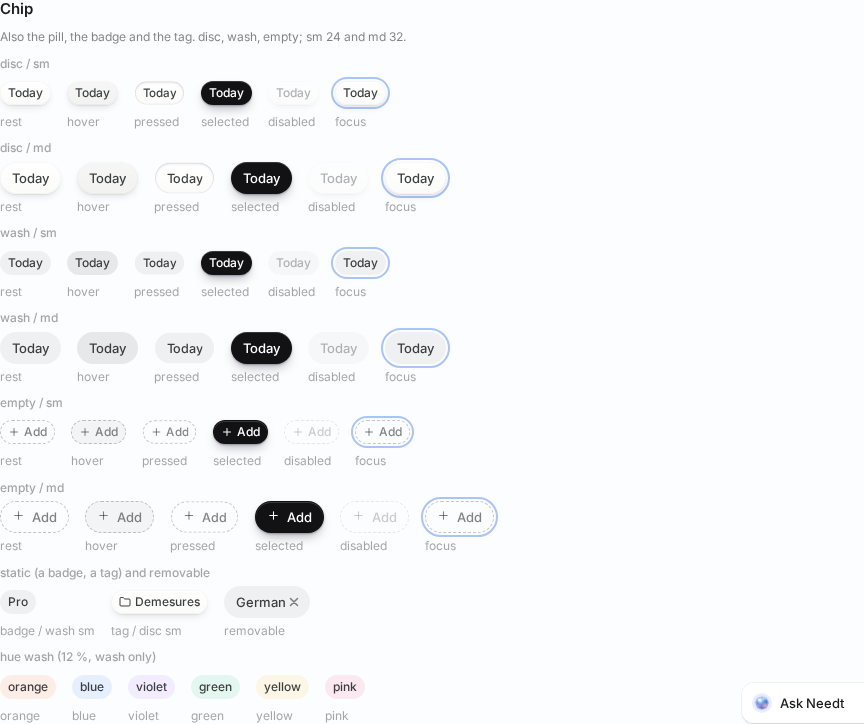 Chip
Also the pill, the badge and the tag. disc, wash, empty; sm 24 and md 32.
disc / sm
Today Today Today Today Today Today
rest hover pressed selected disabled focus
disc / md
Today Today Today Today Today Today
rest hover pressed selected disabled focus
wash / sm
Today Today Today Today Today Today
rest hover pressed selected disabled focus
wash / md
Today Today Today Today Today Today
rest hover pressed selected disabled focus
empty / sm
+ Add + Add + Add + Add + Add + Add
rest hover pressed selected disabled focus
empty / md
+ Add + Add + Add + Add + Add + Add
rest hover pressed selected disabled focus
static (a badge, a tag) and removable
Pro Demesures German ×
badge / wash sm tag / disc sm removable
hue wash (12 %, wash only)
orange blue violet green yellow pink
orange blue violet green yellow pink
Ask Needt